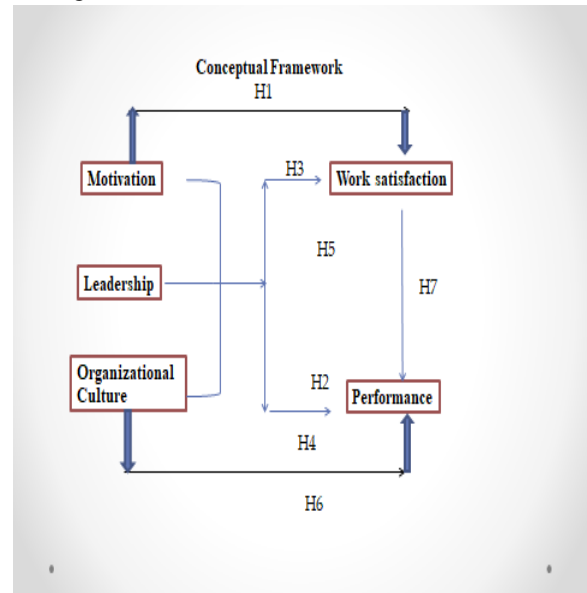 Conceptual Framework
H1
Motivation
H3
Work satisfaction
H5
Leadership
H7
Organizational
Culture
H2
Performance
H4
H6